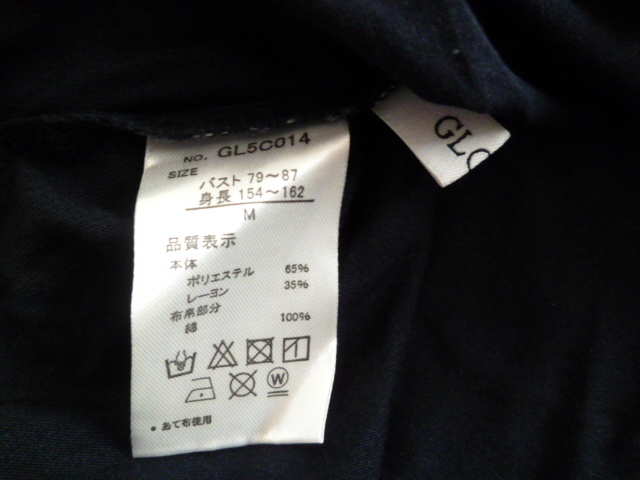 NO. GL5C014
SIZE
バスト 79～87
身長 154～162
M
品質表示
本体
ポリエステル 65%
レーヨン 35%
布帛部分
綿 100%
W
• あて布使用
GLO